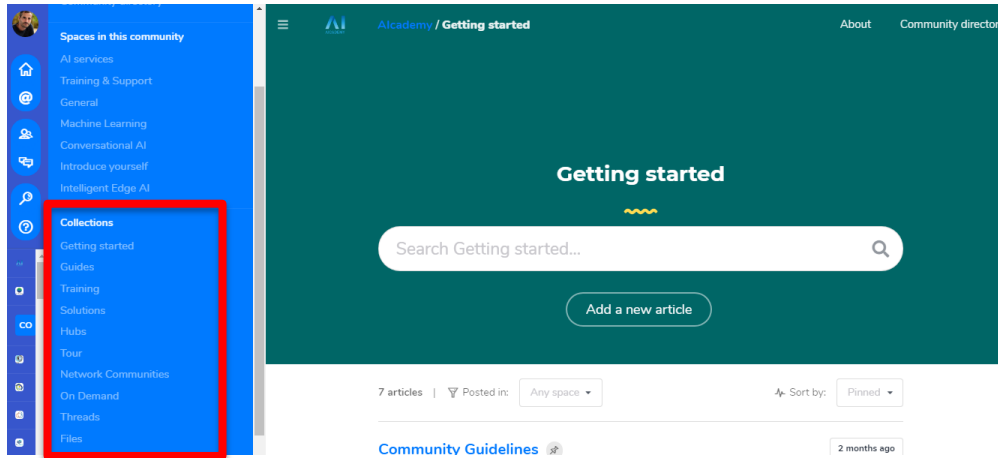 Community directory
Spaces in this community
AI services
Training & Support
General
Machine Learning
Conversational AI
Introduce yourself
Intelligent Edge AI
Collections
Getting started
Guides
Training
Solutions
Hubs
Tour
Network Communities
On Demand
Threads
Files
CO
AI
AIcademy / Getting started
About
Community director
Getting started
Search Getting started...
Add a new article
7 articles | Posted in: Any space
Sort by: Pinned
Community Guidelines
2 months ago